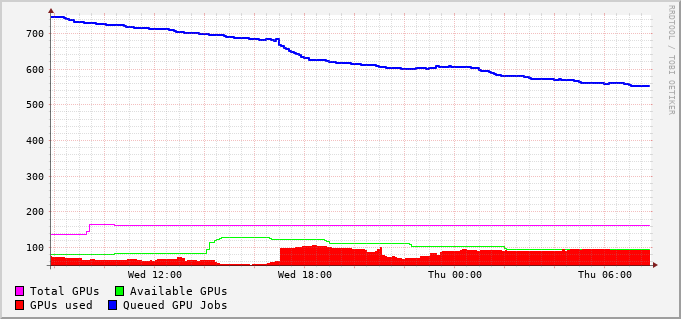 RRDTOOL / TOBI OETIKER
700
600
500
400
300
200
100
Wed 12:00 Wed 18:00 Thu 00:00 Thu 06:00
Total GPUs Available GPUs
GPUs used Queued GPU Jobs